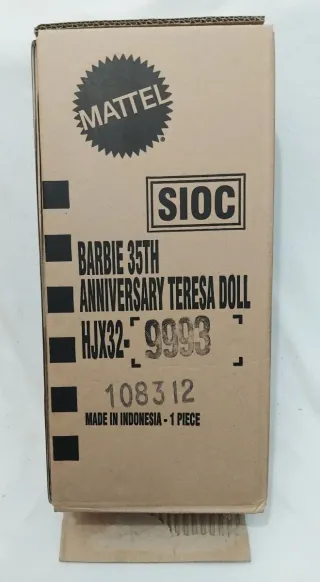 MATTEL
SIOC
BARBIE 35TH
ANNIVERSARY TERESA DOLL
HJX32-[9993]
108312
MADE IN INDONESIA - 1 PIECE